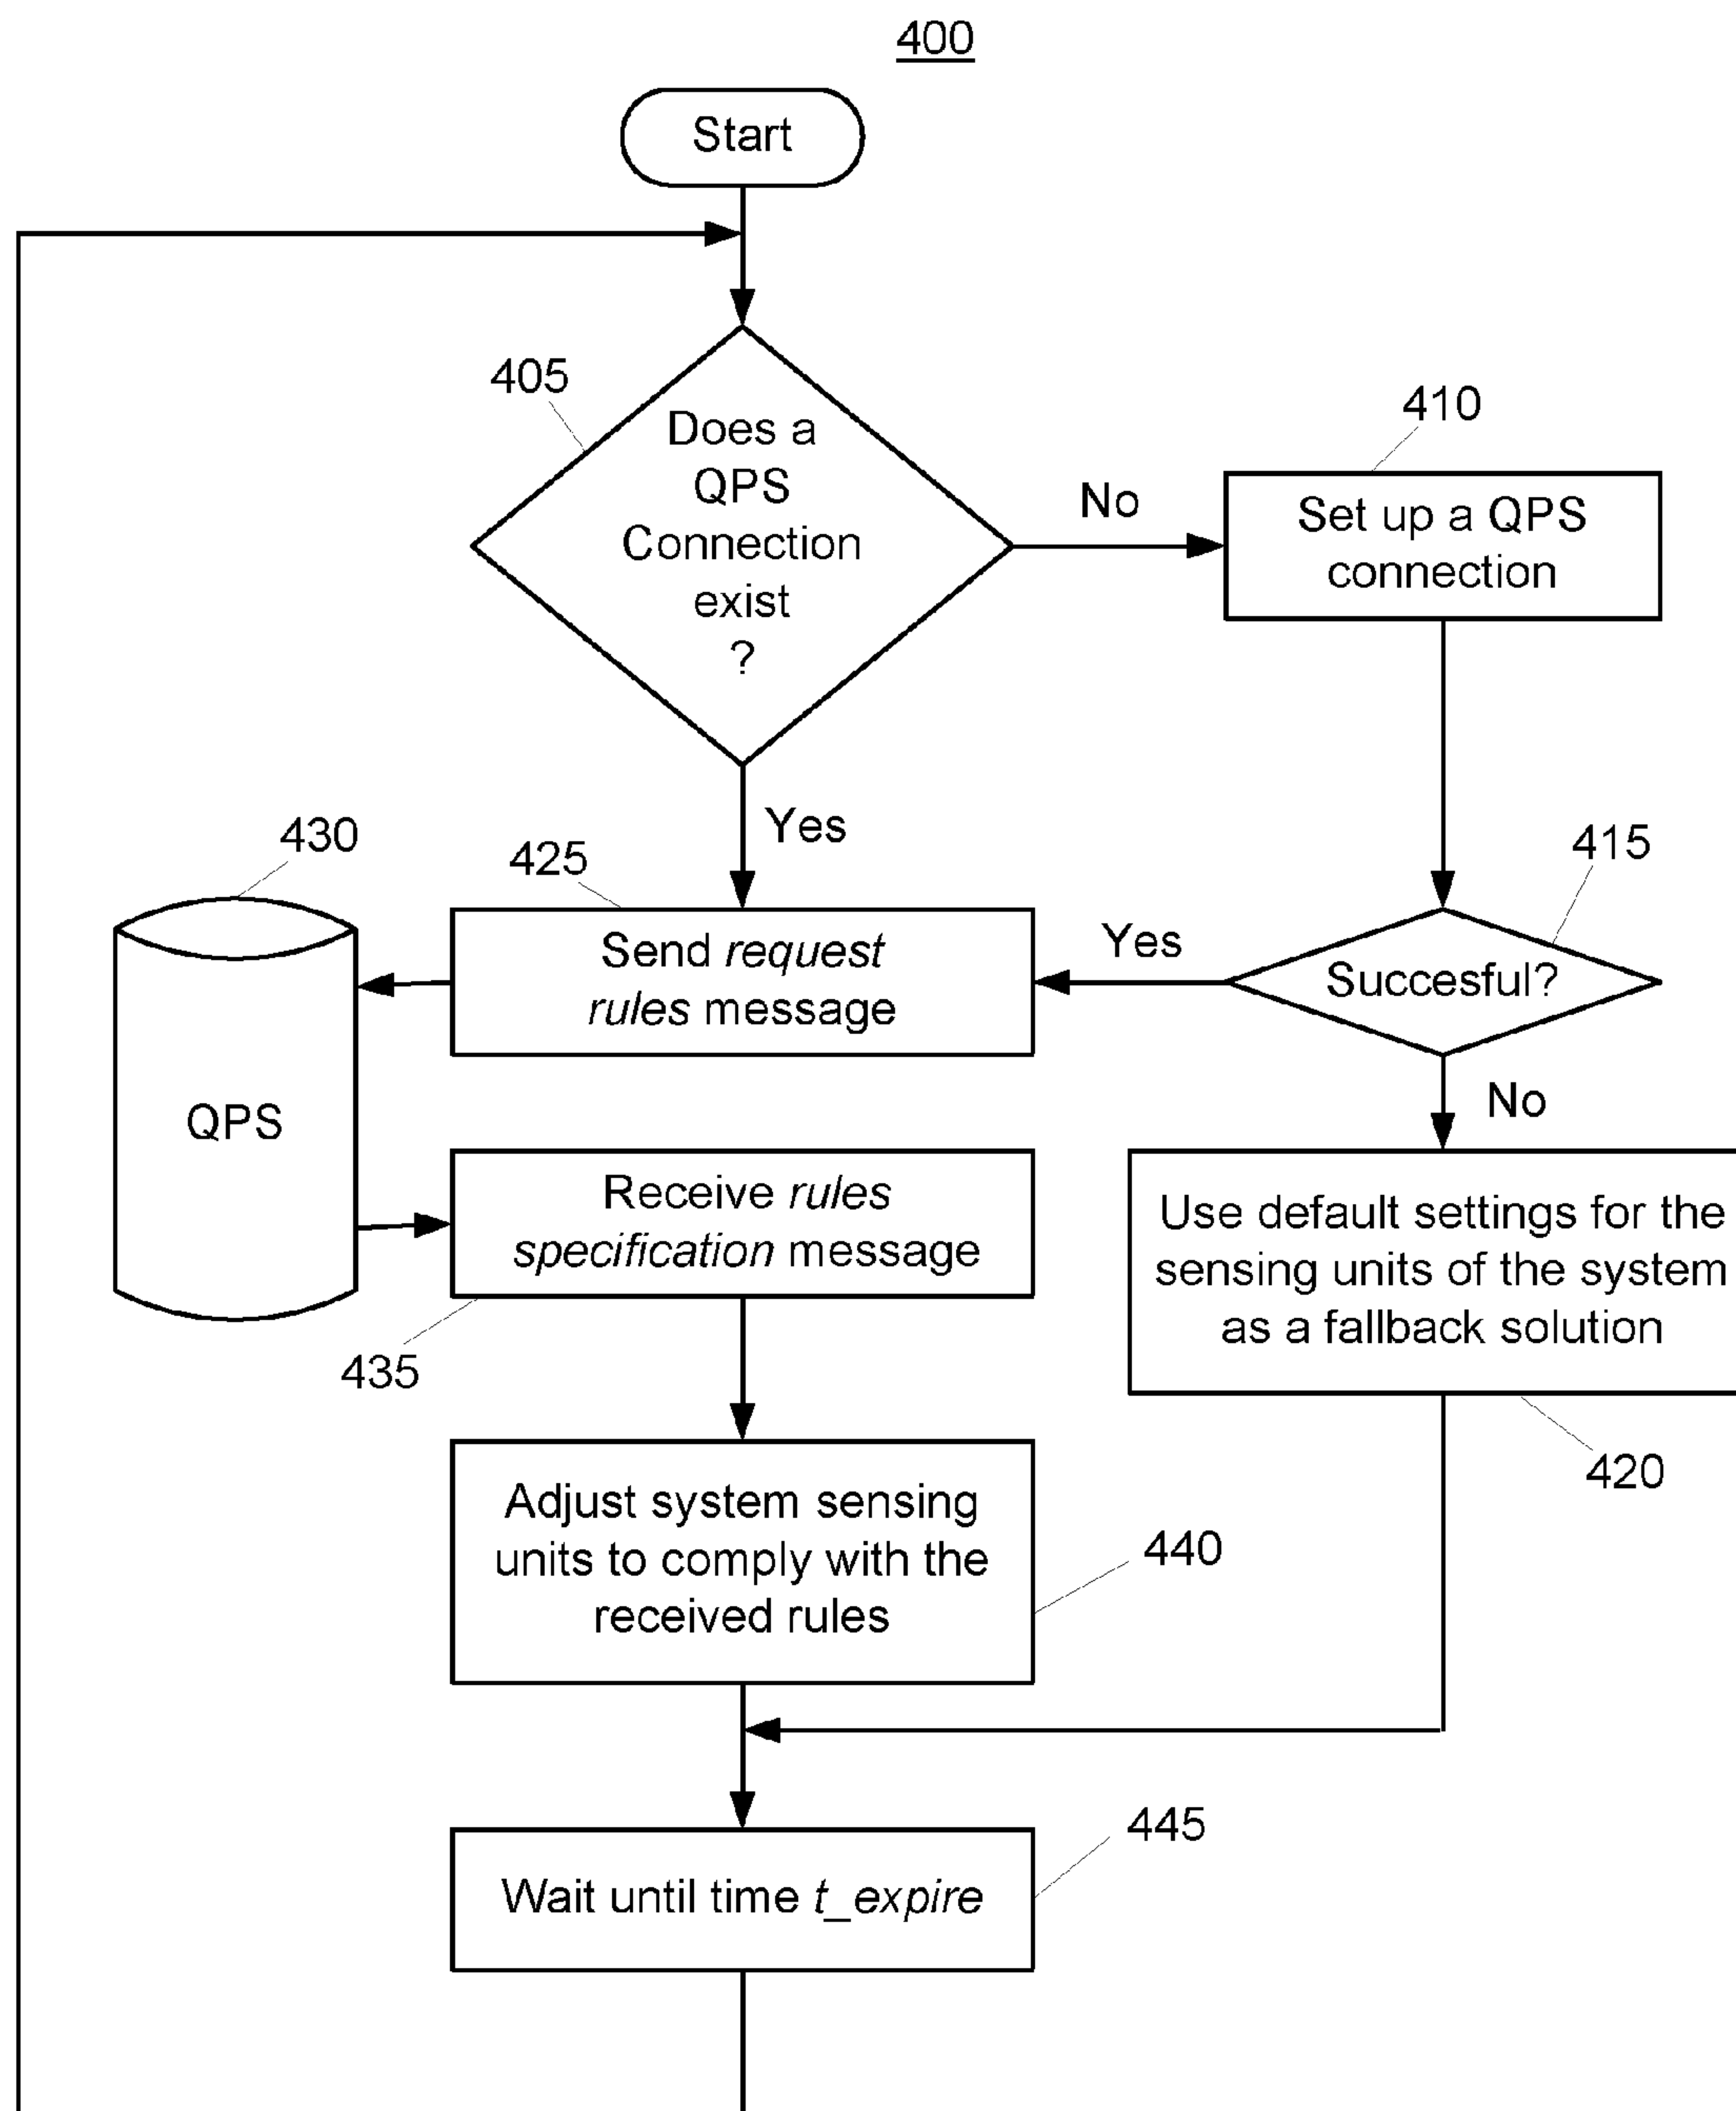 400
Start
405
Does a
QPS
Connection
exist
?
No
410
Set up a QPS
connection
Yes
430
425
Send request
rules message
Yes
415
Succesful?
No
QPS
Receive rules
specification message
435
Use default settings for the
sensing units of the system
as a fallback solution
420
Adjust system sensing
units to comply with the
received rules
440
445
Wait until time t_expire